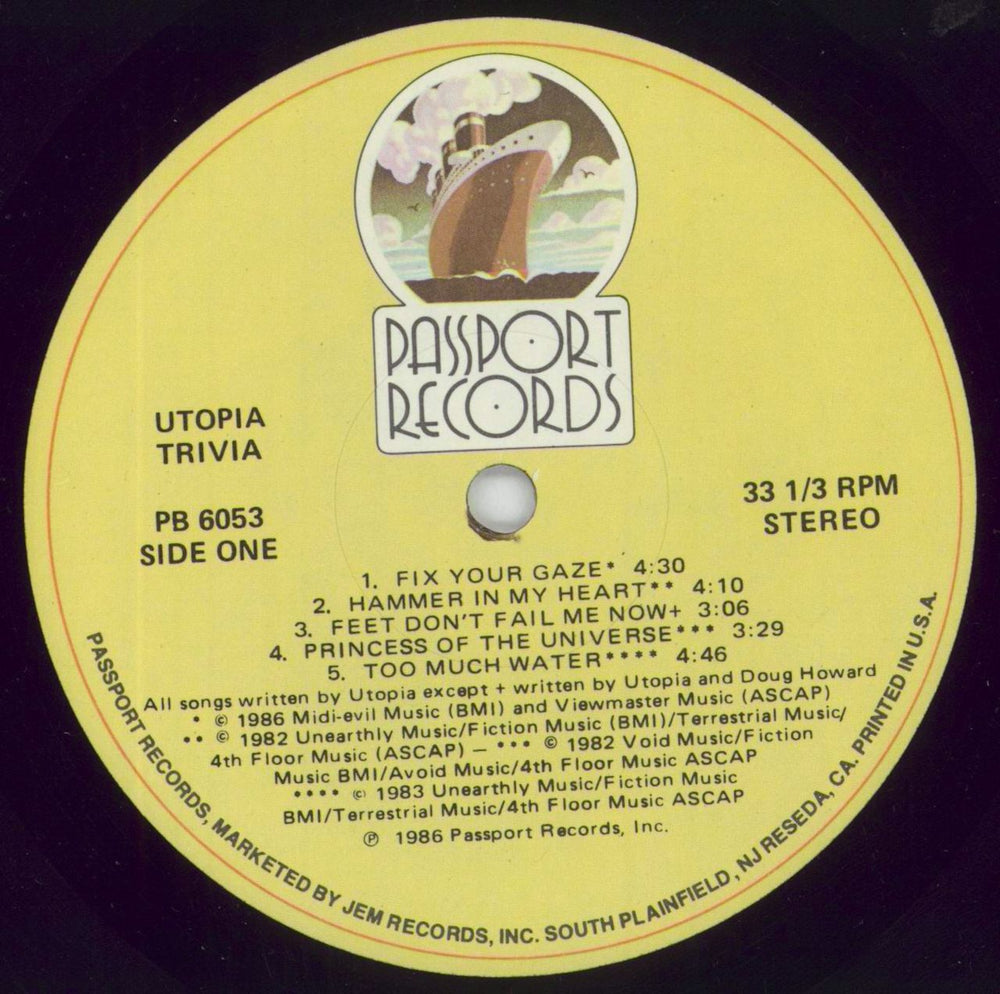 PASSPORT
RECORDS
UTOPIA
TRIVIA
PB 6053
SIDE ONE
33 1/3 RPM
STEREO
1. FIX YOUR GAZE* 4:30
2. HAMMER IN MY HEART** 4:10
3. FEET DON'T FAIL ME NOW+ 3:06
4. PRINCESS OF THE UNIVERSE*** 3:29
5. TOO MUCH WATER**** 4:46
All songs written by Utopia except + written by Utopia and Doug Howard
* © 1986 Midi-evil Music (BMI) and Viewmaster Music (ASCAP)
** © 1982 Unearthly Music/Fiction Music (BMI)/Terrestrial Music/
4th Floor Music (ASCAP) — *** © 1982 Void Music/Fiction
Music BMI/Avoid Music/4th Floor Music ASCAP
**** © 1983 Unearthly Music/Fiction Music
BMI/Terrestrial Music/4th Floor Music ASCAP
℗ 1986 Passport Records, Inc.
PASSPORT RECORDS, MARKETED BY JEM RECORDS, INC. SOUTH PLAINFIELD, NJ RESEDA, CA. PRINTED IN U.S.A.